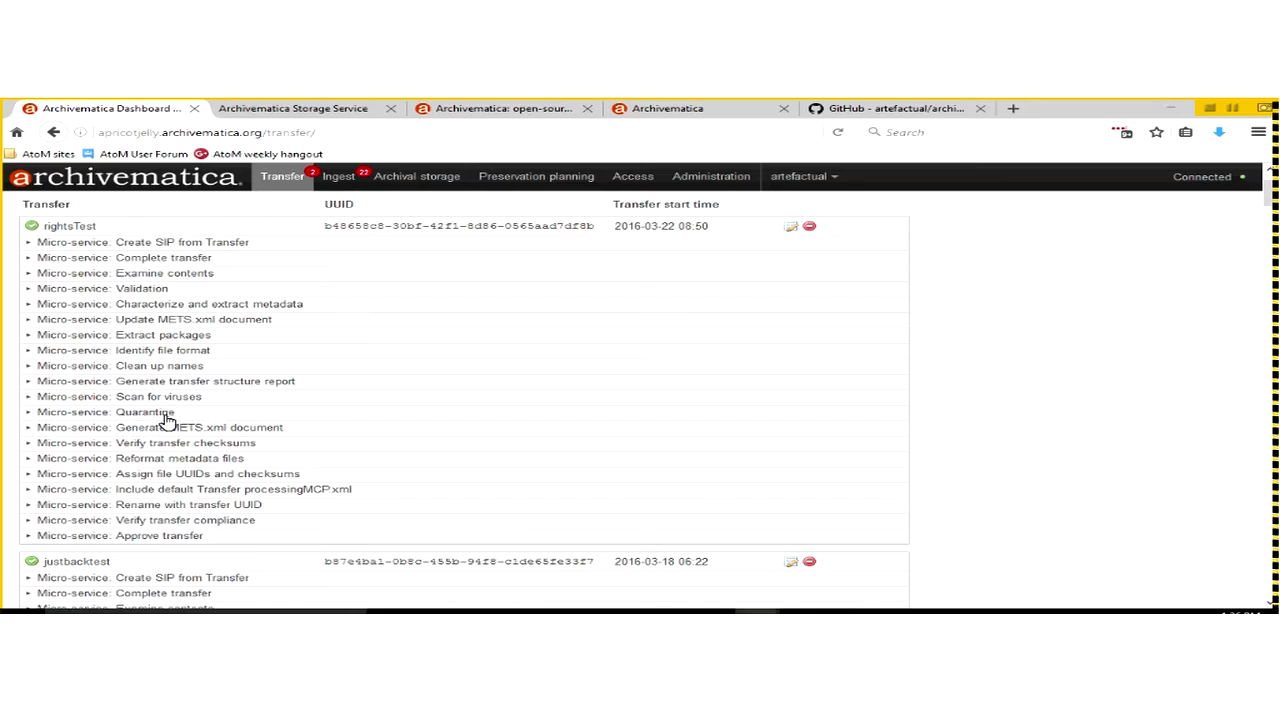 Archivematica Dashboard ... Archivematica Storage Service Archivematica: open-sour... Archivematica GitHub - artefactual/archi...
apricotjelly.archivematica.org/transfer/ Search
AtoM sites AtoM User Forum AtoM weekly hangout
archivematica. Transfer 2 Ingest 22 Archival storage Preservation planning Access Administration artefactual Connected
Transfer UUID Transfer start time
rightsTest b48658c8-30bf-42f1-8d86-0565aad7df8b 2016-03-22 08:50
Micro-service: Create SIP from Transfer
Micro-service: Complete transfer
Micro-service: Examine contents
Micro-service: Validation
Micro-service: Characterize and extract metadata
Micro-service: Update METS.xml document
Micro-service: Extract packages
Micro-service: Identify file format
Micro-service: Clean up names
Micro-service: Generate transfer structure report
Micro-service: Scan for viruses
Micro-service: Quarantine
Micro-service: Generate METS.xml document
Micro-service: Verify transfer checksums
Micro-service: Reformat metadata files
Micro-service: Assign file UUIDs and checksums
Micro-service: Include default Transfer processingMCP.xml
Micro-service: Rename with transfer UUID
Micro-service: Verify transfer compliance
Micro-service: Approve transfer
justbacktest b87e4ba1-0b8c-455b-94f8-c1de65fe33f7 2016-03-18 06:22
Micro-service: Create SIP from Transfer
Micro-service: Complete transfer
Micro-service: Examine contents